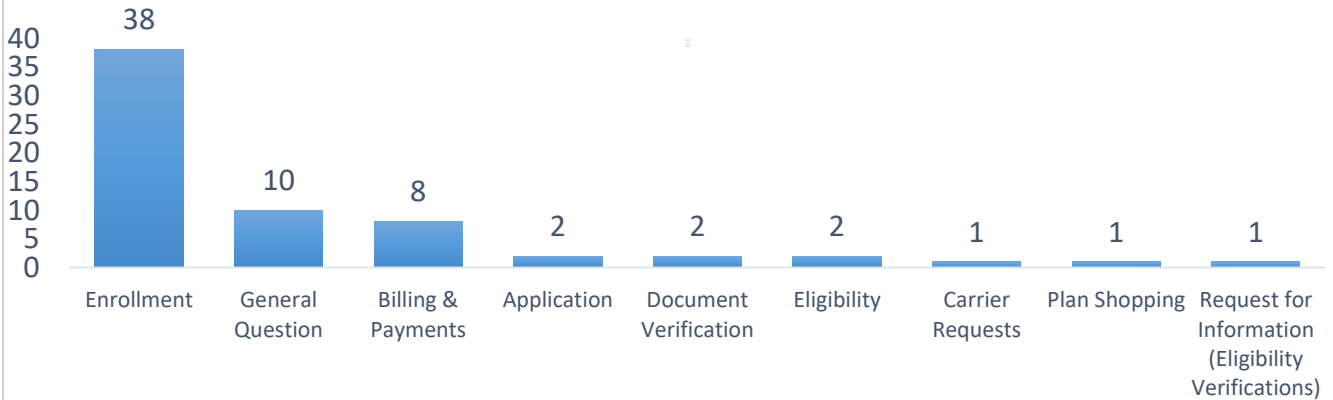 38
z
40
35
30
25
20
15
10
5
0
10
8
2
2
2
1
1
1
Enrollment
General
Question
Billing &
Payments
Application
Document
Verification
Eligibility
Carrier
Requests
Plan Shopping
Request for
Information
(Eligibility
Verifications)